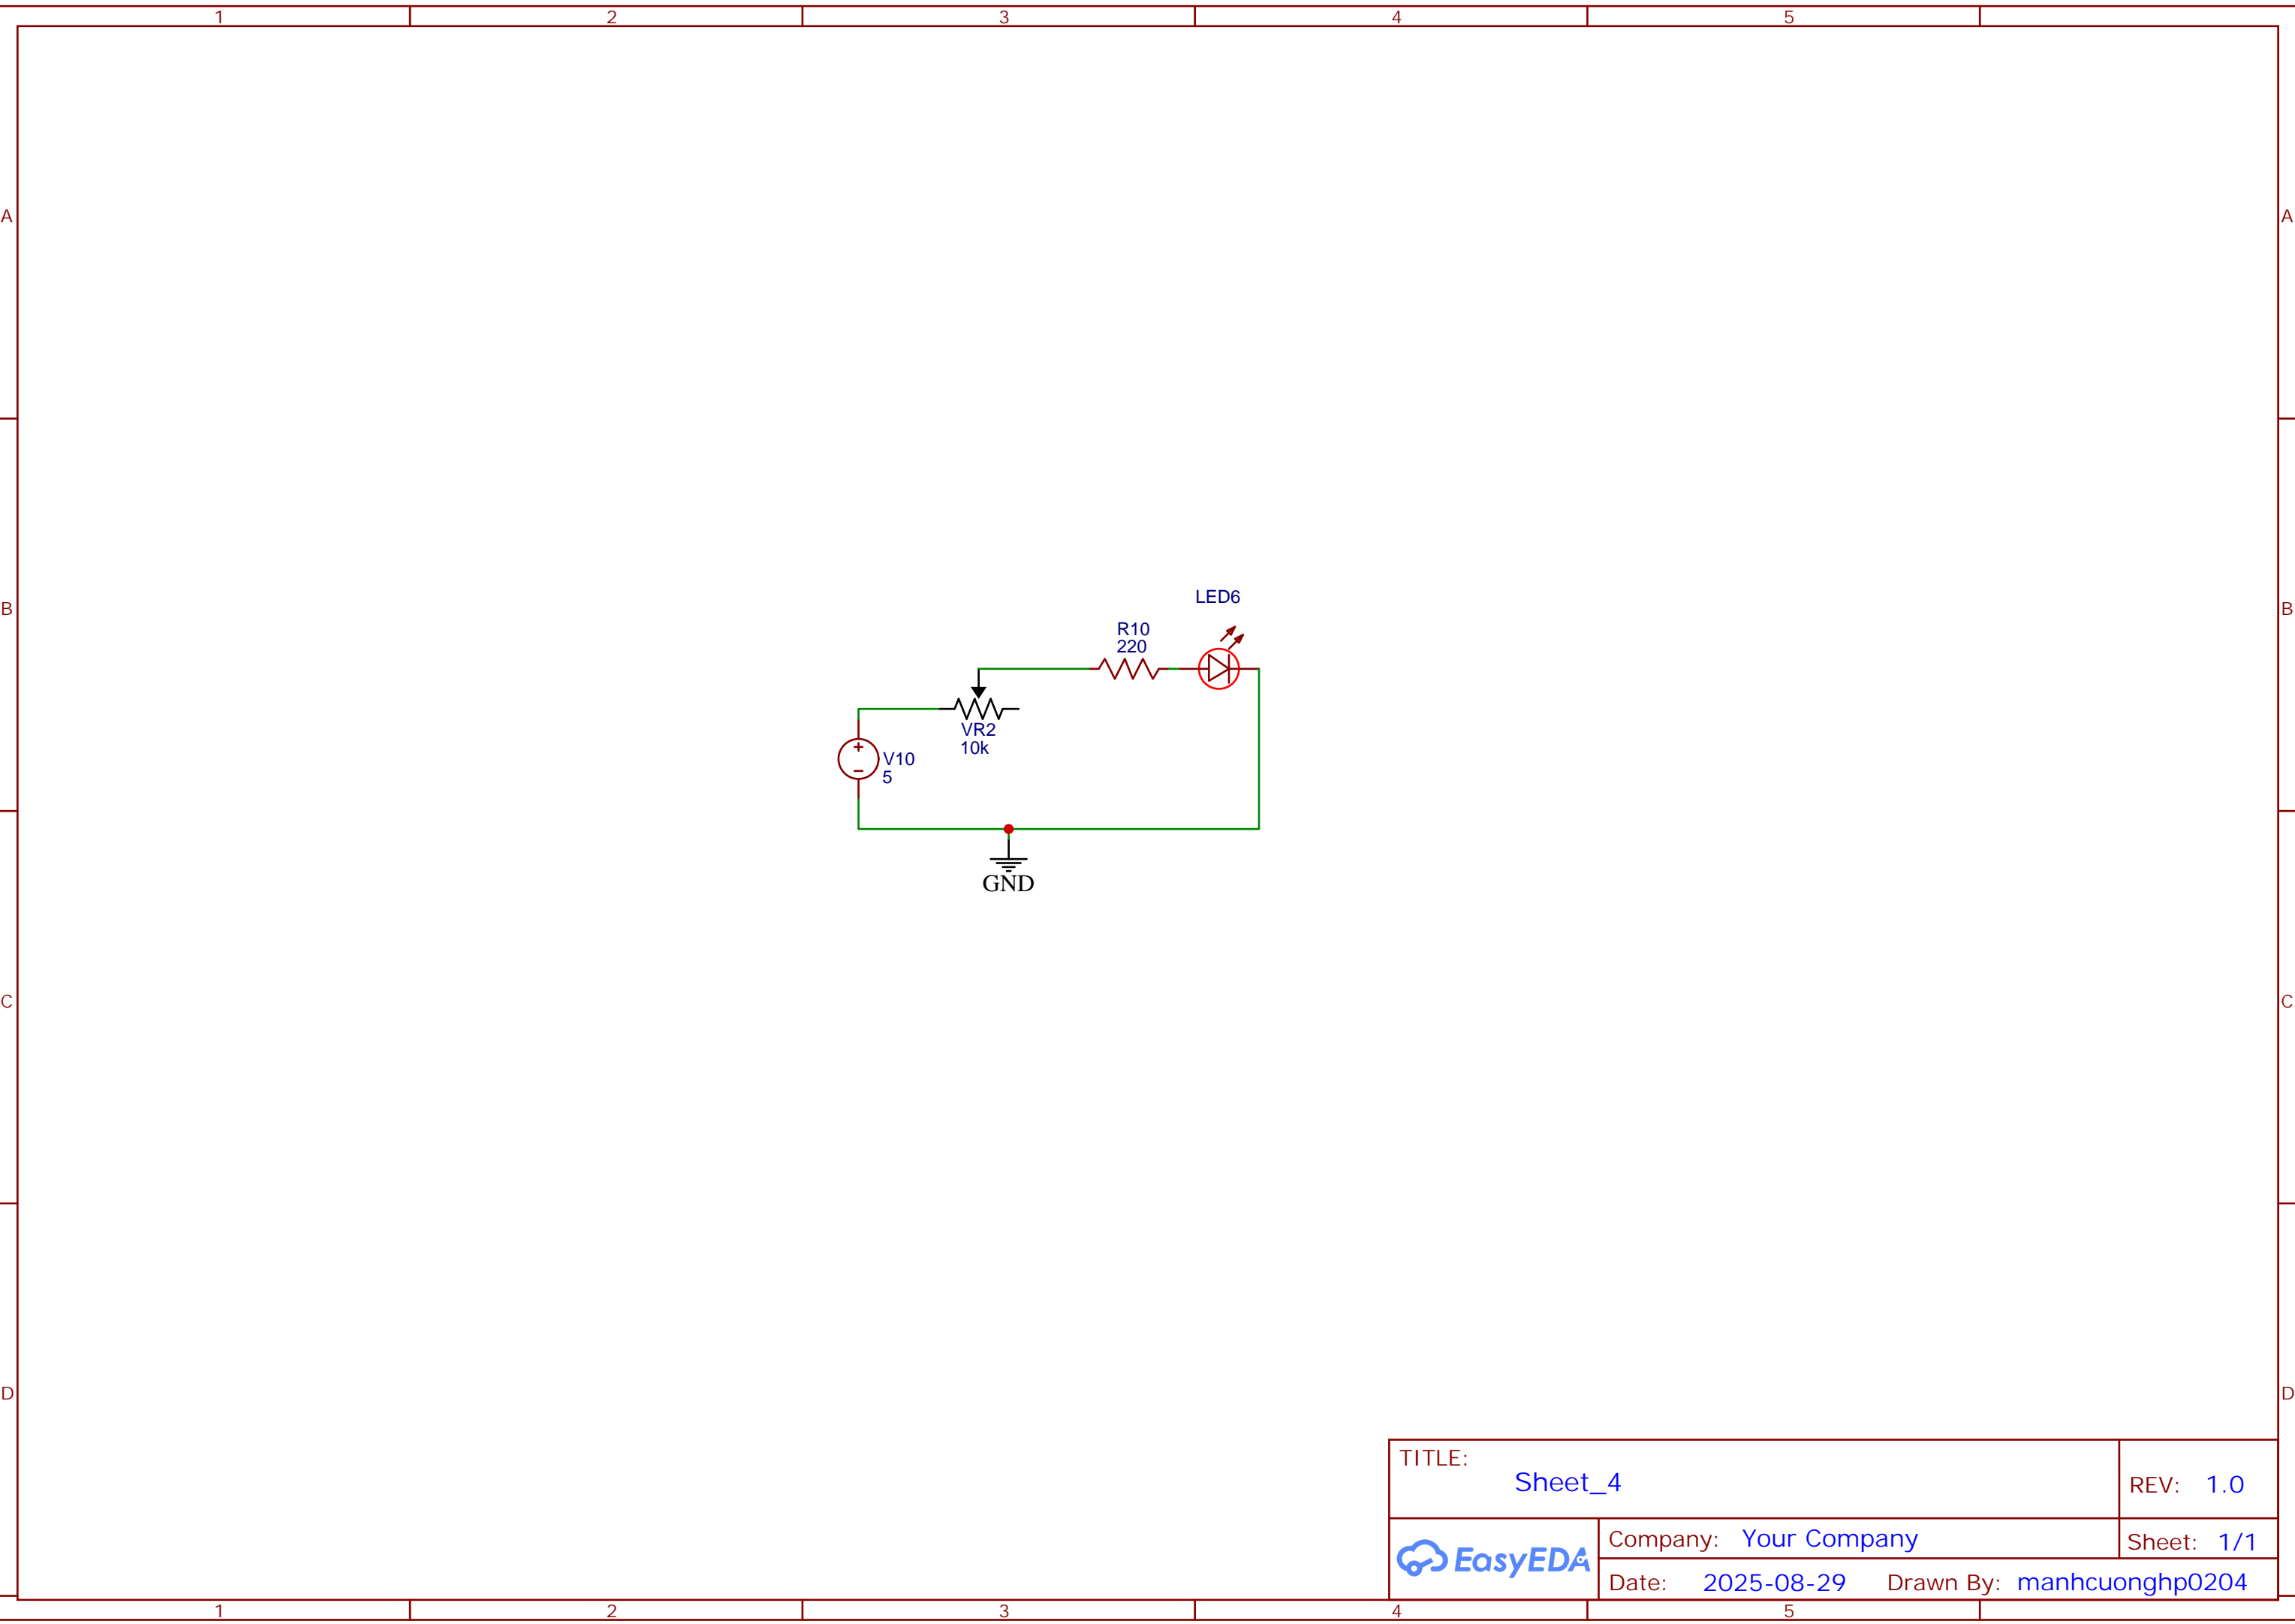 1 2 3 4 5
A A
LED6
B B
R10
220
VR2
10k
V10
5
GND
C C
D D
TITLE:
Sheet_4
REV: 1.0
EasyEDA
Company: Your Company
Sheet: 1/1
Date: 2025-08-29 Drawn By: manhcuonghp0204
1 2 3 4 5